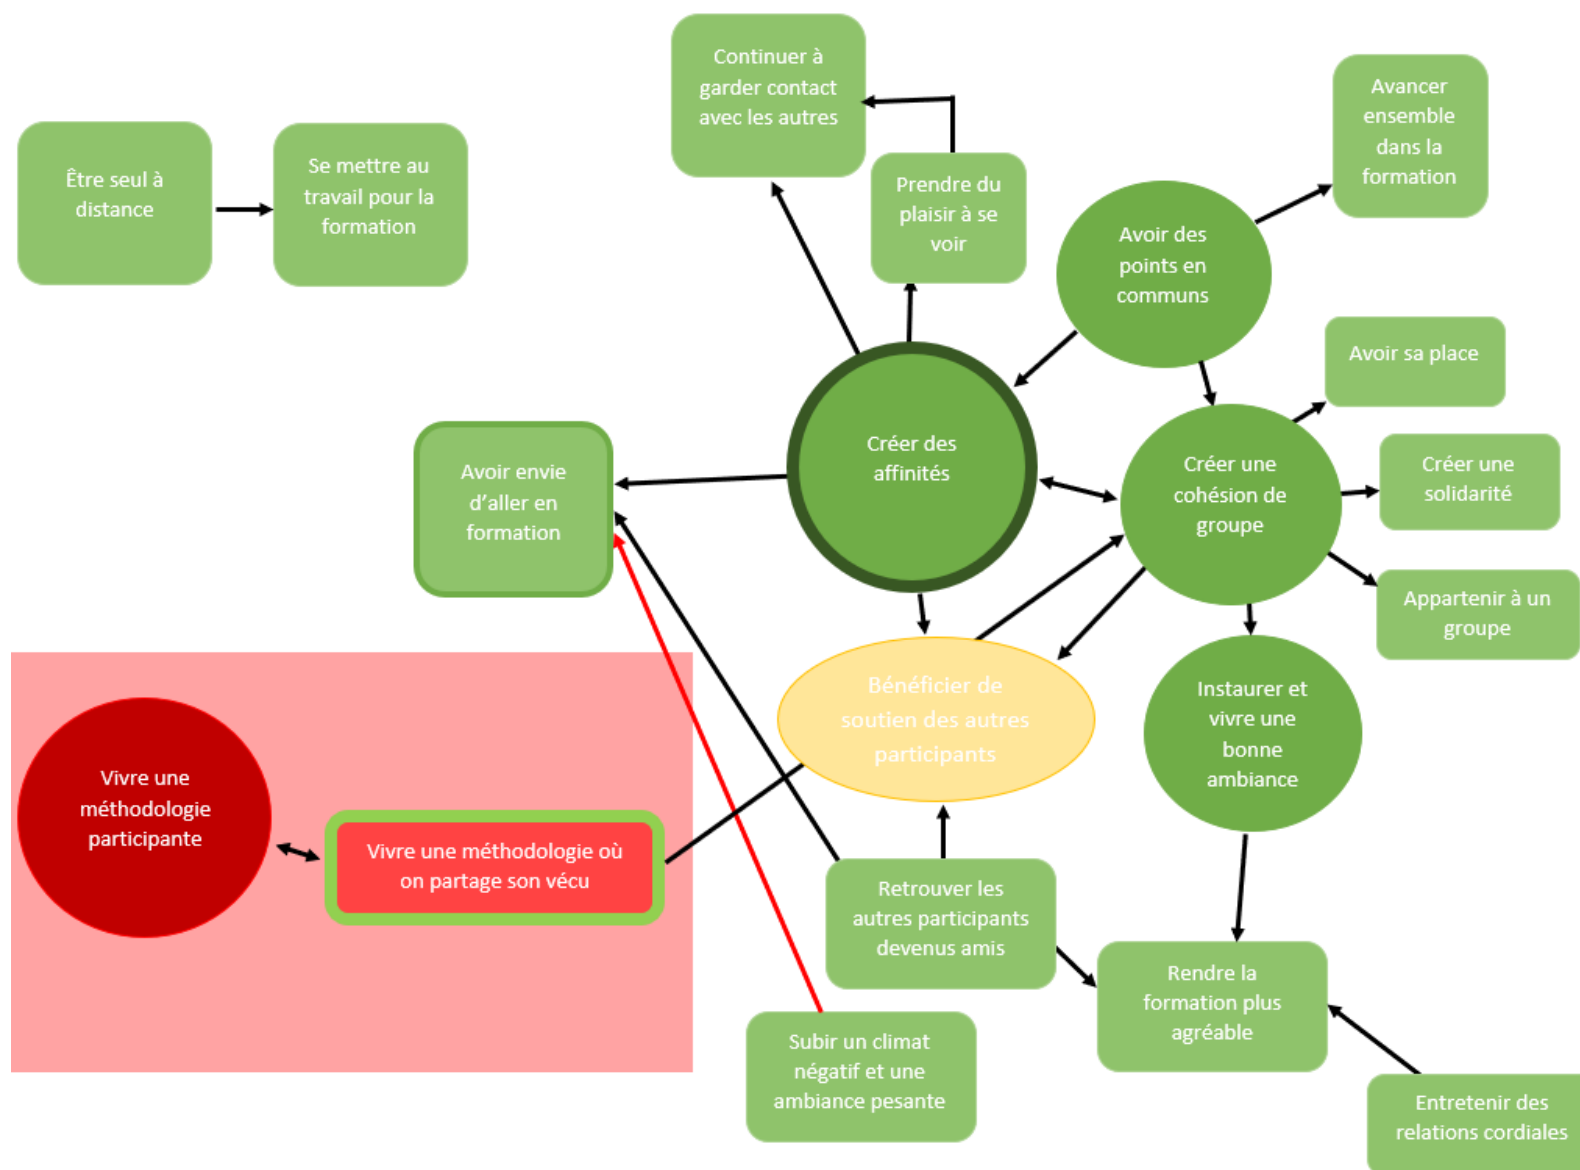 Continuer à
garder contact
avec les autres
Avancer
ensemble
dans la
formation
Être seul à
distance
Se mettre au
travail pour la
formation
Prendre du
plaisir à se
voir
Avoir des
points en
communs
Avoir sa place
Créer des
affinités
Créer une
cohésion de
groupe
Créer une
solidarité
Avoir envie
d’aller en
formation
Appartenir à un
groupe
Bénéficier de
soutien des autres
participants
Instaurer et
vivre une
bonne
ambiance
Vivre une
méthodologie
participante
Vivre une méthodologie où
on partage son vécu
Retrouver les
autres participants
devenus amis
Rendre la
formation plus
agréable
Subir un climat
négatif et une
ambiance pesante
Entretenir des
relations cordiales